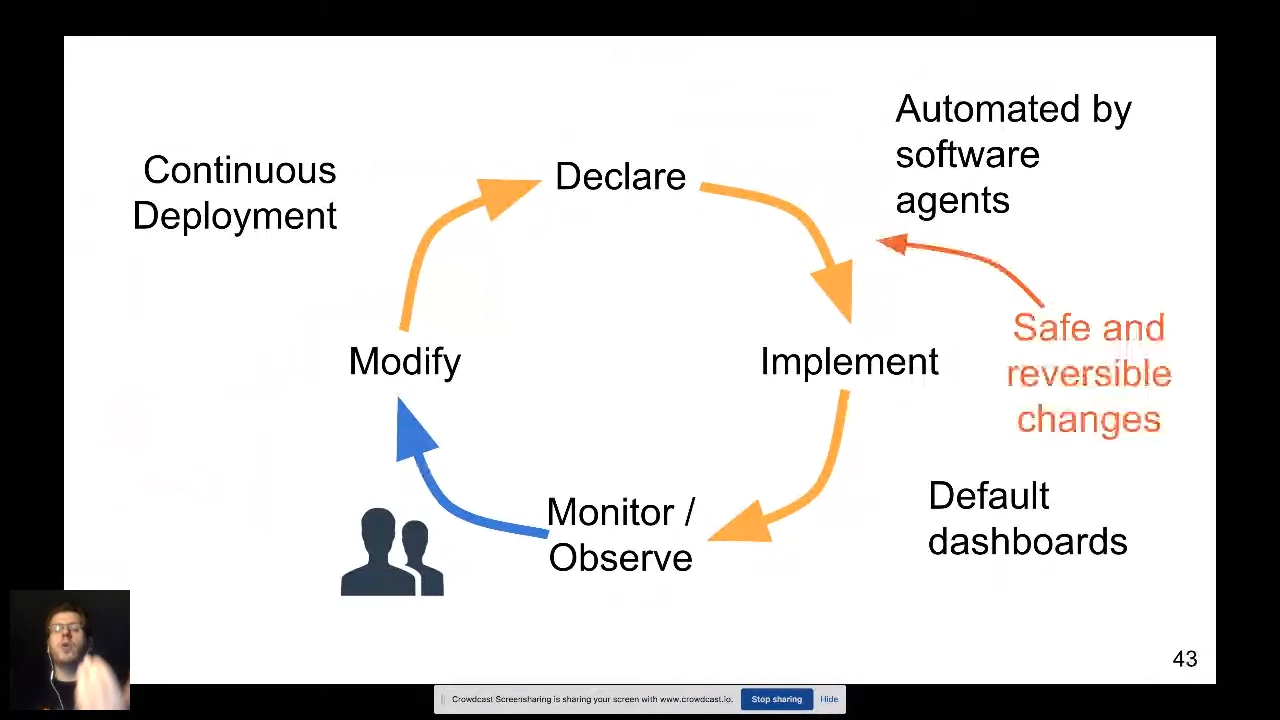 Continuous
Deployment
Declare
Automated by
software
agents
Modify
Implement
Safe and
reversible
changes
Monitor /
Observe
Default
dashboards
43
Crowdcast Screensharing is sharing your screen with www.crowdcast.io.
Stop sharing
Hide